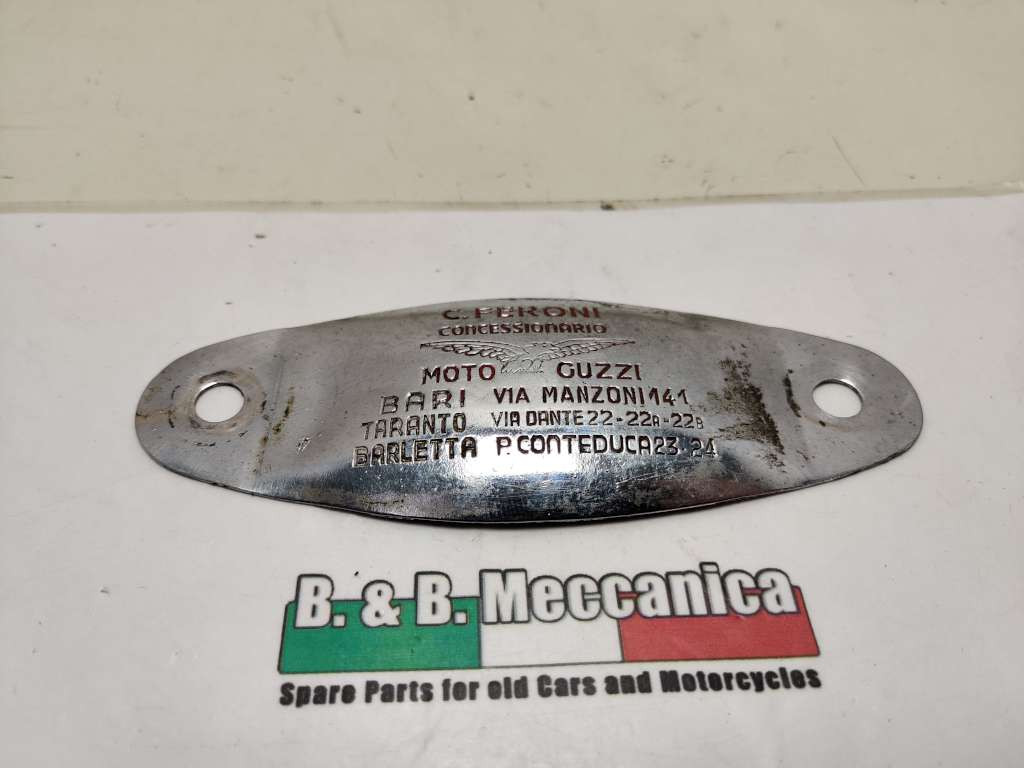 C. PERONI
CONCESSIONARIO
MOTO GUZZI
BARI VIA MANZONI 141
TARANTO VIA DANTE 22-22A-22B
BARLETTA P. CONTEDUCA 23-24
B. & B. Meccanica
Spare Parts for old Cars and Motorcycles